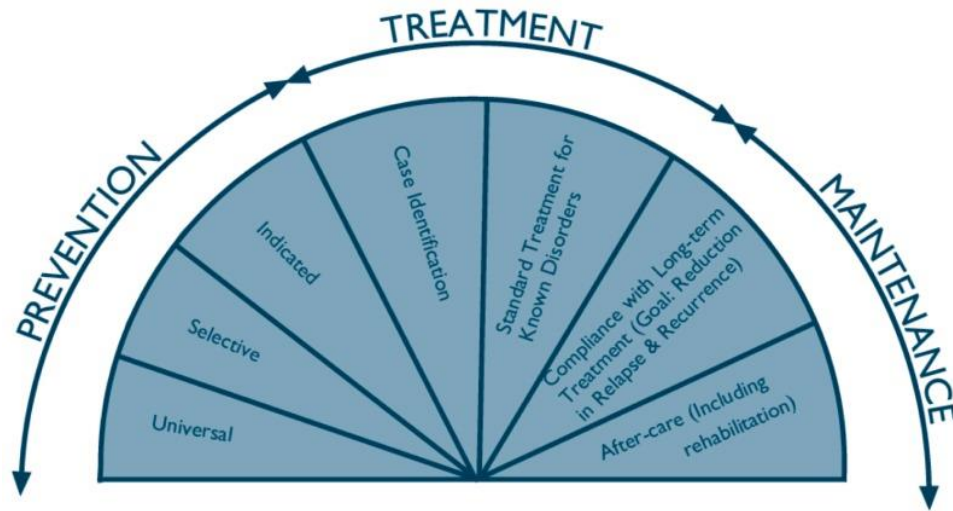 TREATMENT
PREVENTION
MAINTENANCE
Universal
Selective
Indicated
Case Identification
Standard Treatment for
Known Disorders
Compliance with Long-term
Treatment (Goal: Reduction
in Relapse & Recurrence)
After-care (Including
rehabilitation)